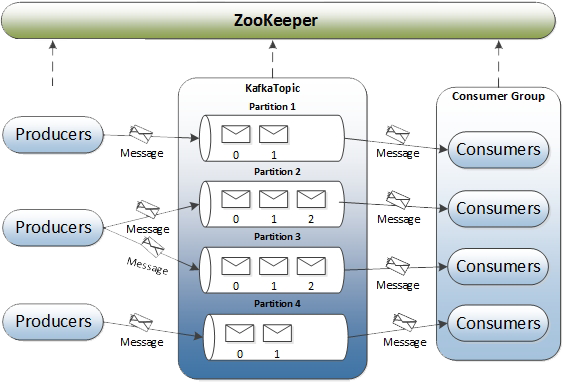 ZooKeeper
KafkaTopic
Consumer Group
Partition 1
Producers
Message
0 1
Message
Consumers
Partition 2
Producers
Message
0 1 2
Message
Consumers
Partition 3
Message
0 1 2
Message
Consumers
Partition 4
Producers
Message
0 1
Message
Consumers